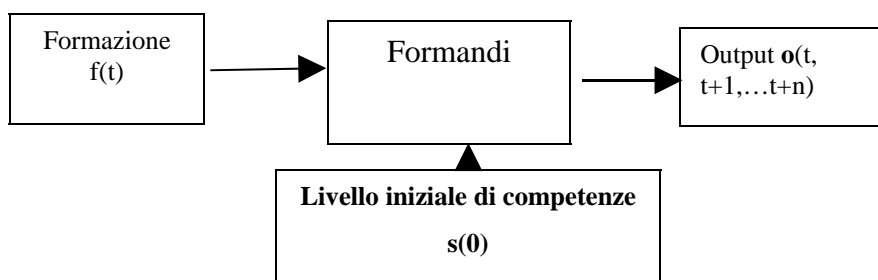 Formazione
f(t)
Formandi
Output o(t,
t+1,…t+n)
Livello iniziale di competenze
s(0)